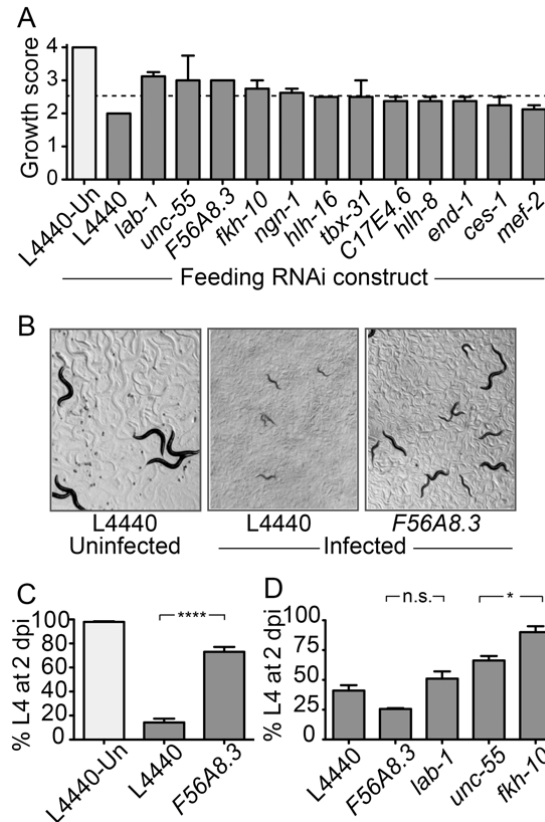 A
Growth score
4
3
2
1
0
L4440-Un
L4440
lab-1
unc-55
F56A8.3
fkh-10
ngn-1
hlh-16
tbx-31
C17E4.6
hlh-8
end-1
ces-1
mef-2
Feeding RNAi construct
B
L4440
Uninfected
L4440
F56A8.3
Infected
C
% L4 at 2 dpi
100
80
60
40
20
0
****
L4440-Un
L4440
F56A8.3
D
% L4 at 2 dpi
100
75
50
25
0
n.s.
*
L4440
F56A8.3
lab-1
unc-55
fkh-10